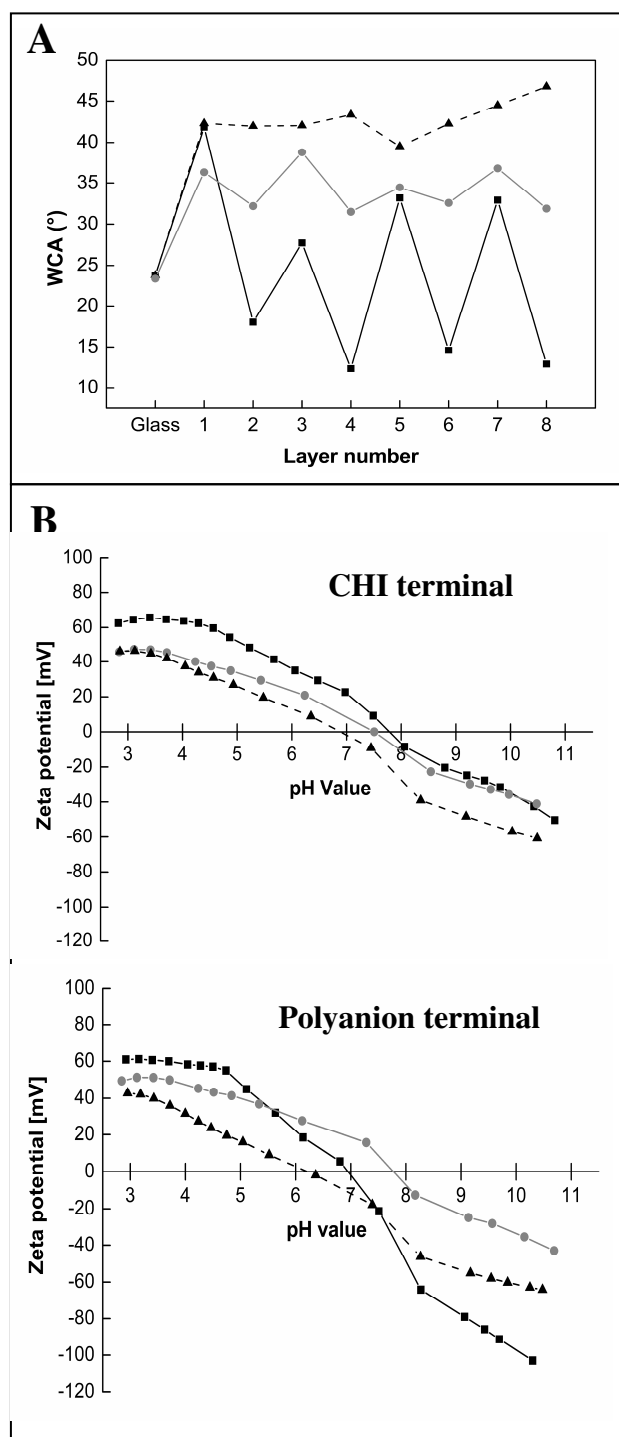 A
50
45
40
35
30
25
20
15
10
WCA (°)
Glass 1 2 3 4 5 6 7 8
Layer number
B
CHI terminal
100
80
60
40
20
0
-20
-40
-60
-80
-100
-120
Zeta potential [mV]
3 4 5 6 7 8 9 10 11
pH Value
Polyanion terminal
100
80
60
40
20
0
-20
-40
-60
-80
-100
-120
Zeta potential [mV]
3 4 5 6 7 8 9 10 11
pH value